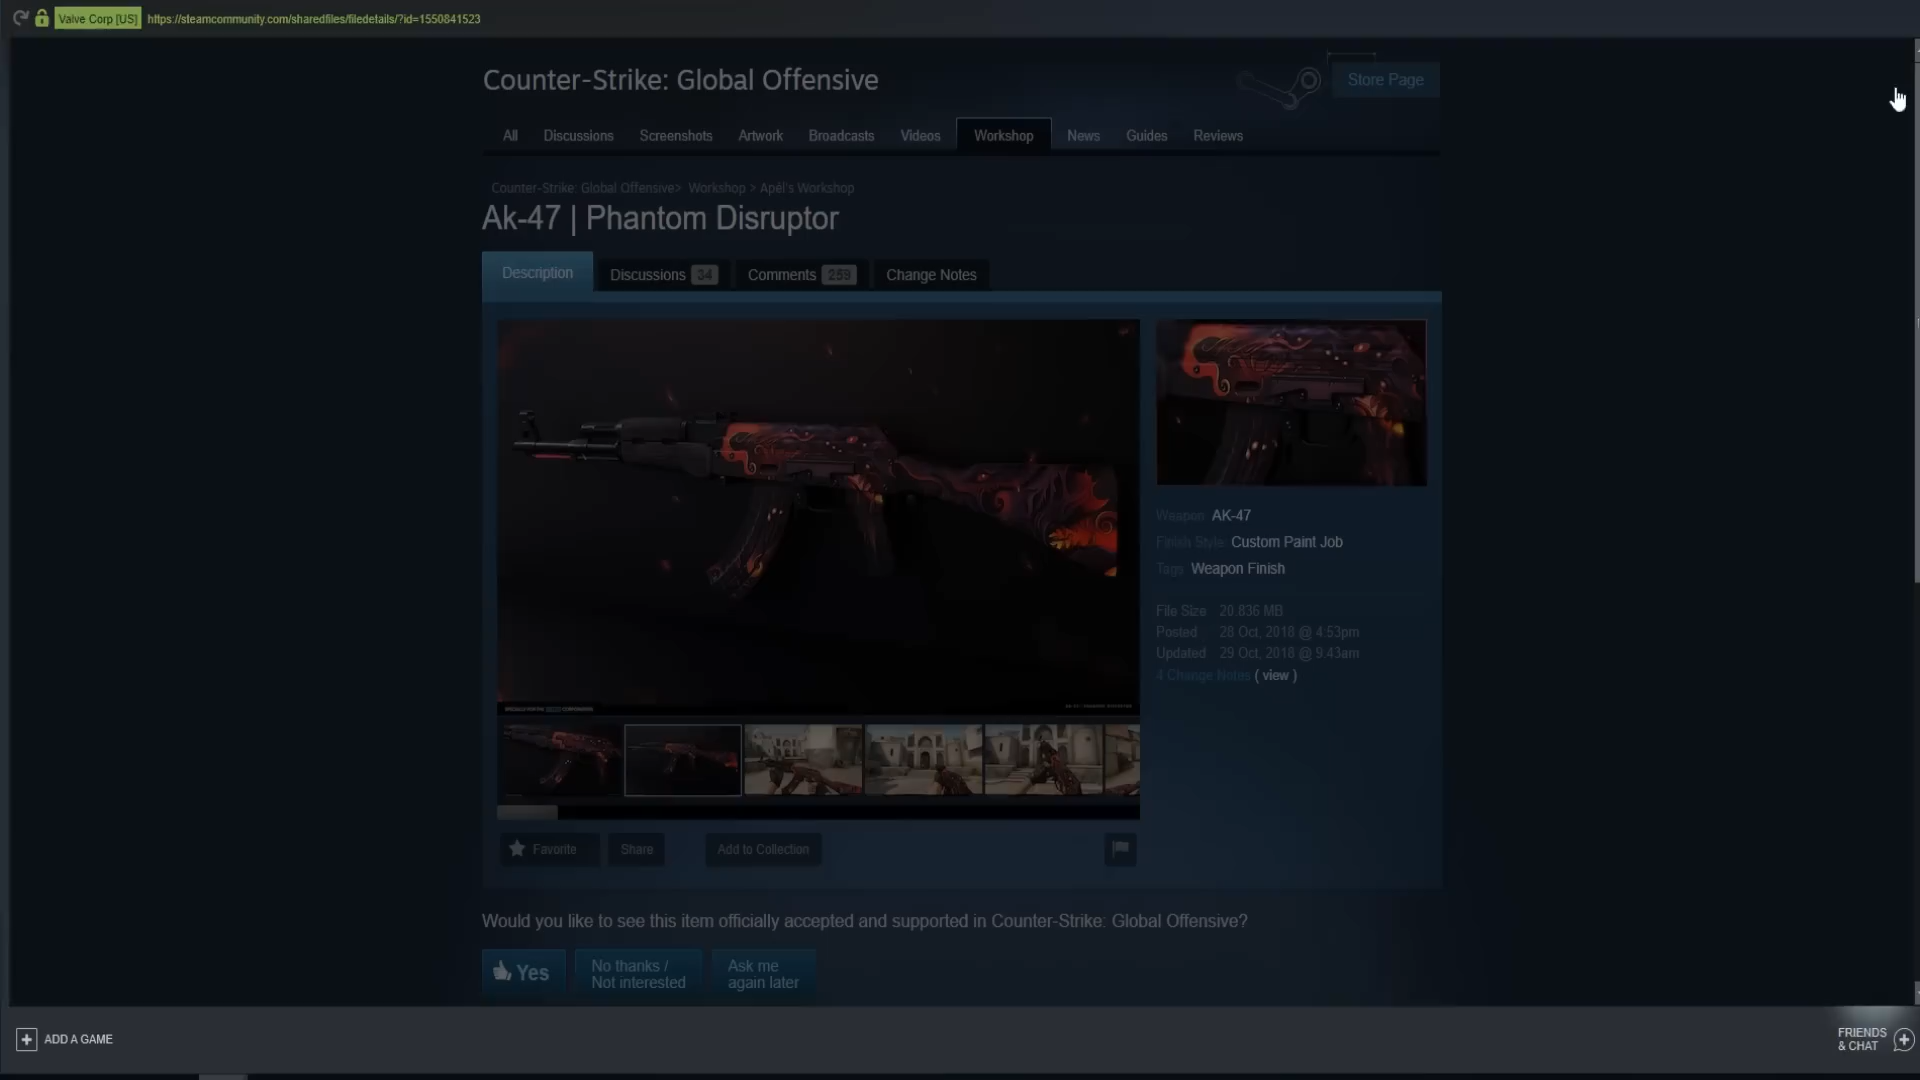 Valve Corp [US] https://steamcommunity.com/sharedfiles/filedetails/?id=1550841523
Counter-Strike: Global Offensive
Store Page
All Discussions Screenshots Artwork Broadcasts Videos Workshop News Guides Reviews
Counter-Strike: Global Offensive> Workshop > Apél's Workshop
Ak-47 | Phantom Disruptor
Description Discussions 34 Comments 259 Change Notes
Weapon: AK-47
Finish Style: Custom Paint Job
Tags: Weapon Finish
File Size 20.836 MB
Posted 28 Oct, 2018 @ 4:53pm
Updated 29 Oct, 2018 @ 9:43am
4 Change Notes ( view )
Favorite Share Add to Collection
Would you like to see this item officially accepted and supported in Counter-Strike: Global Offensive?
Yes
No thanks /
Not interested
Ask me
again later
ADD A GAME
FRIENDS
& CHAT